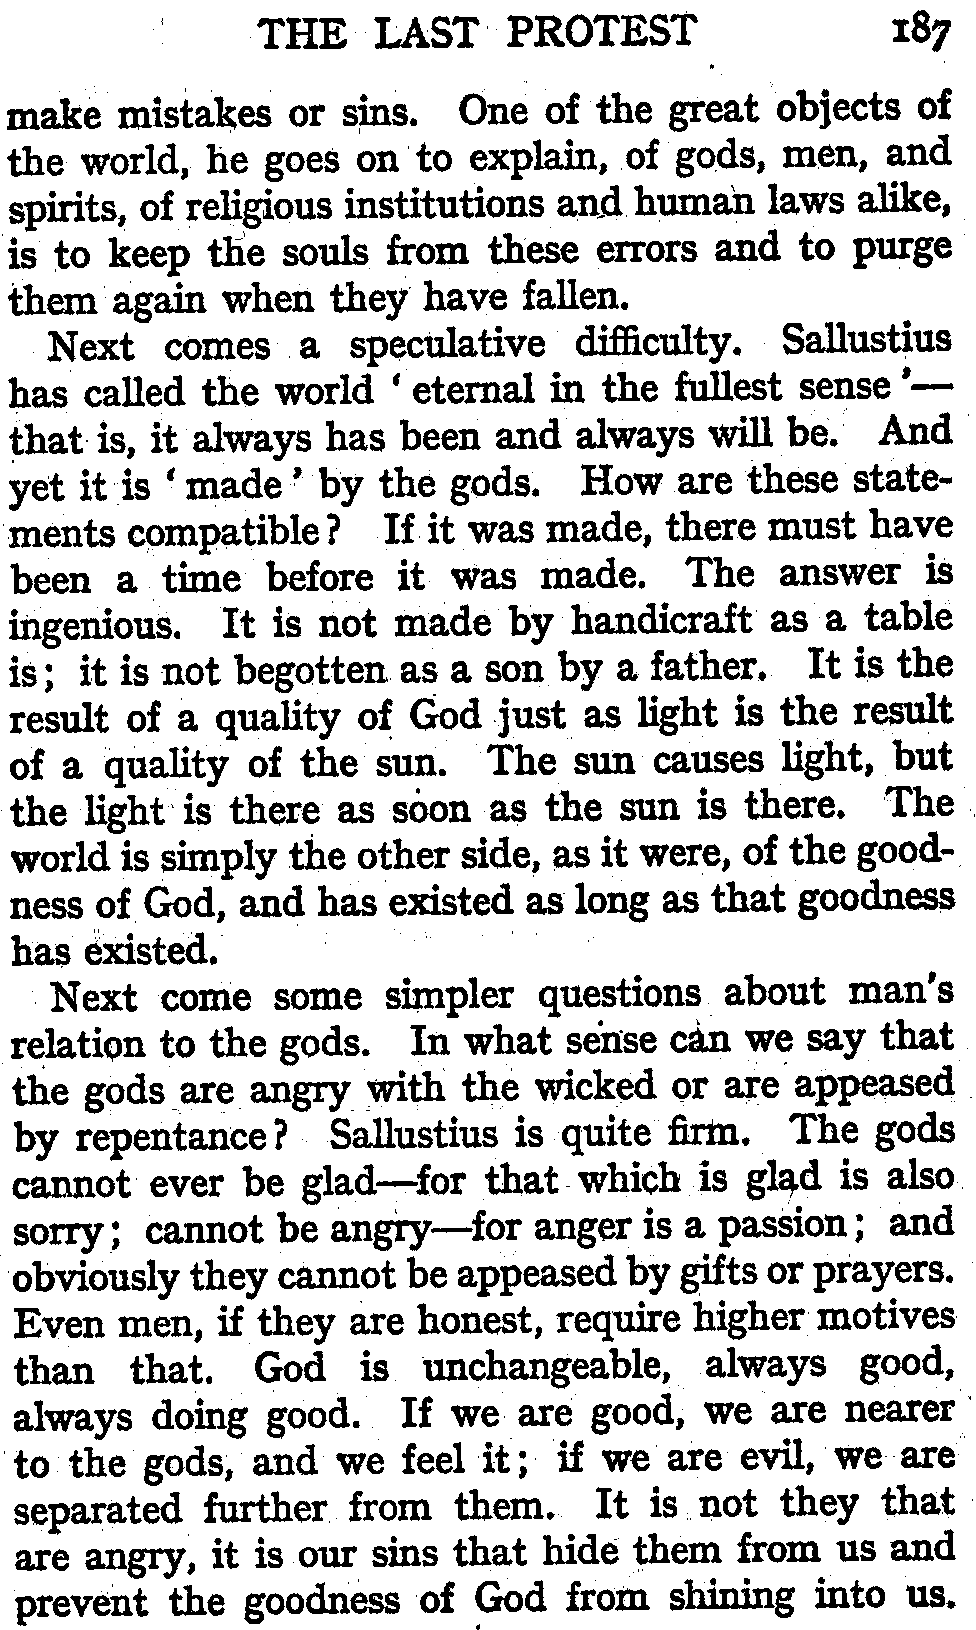 THE LAST PROTEST 187
make mistakes or sins. One of the great objects of
the world, he goes on to explain, of gods, men, and
spirits, of religious institutions and human laws alike,
is to keep the souls from these errors and to purge
them again when they have fallen.
Next comes a speculative difficulty. Sallustius
has called the world ‘ eternal in the fullest sense ’—
that is, it always has been and always will be. And
yet it is ‘ made ’ by the gods. How are these state-
ments compatible? If it was made, there must have
been a time before it was made. The answer is
ingenious. It is not made by handicraft as a table
is; it is not begotten as a son by a father. It is the
result of a quality of God just as light is the result
of a quality of the sun. The sun causes light, but
the light is there as soon as the sun is there. The
world is simply the other side, as it were, of the good-
ness of God, and has existed as long as that goodness
has existed.
Next come some simpler questions about man's
relation to the gods. In what sense can we say that
the gods are angry with the wicked or are appeased
by repentance? Sallustius is quite firm. The gods
cannot ever be glad—for that which is glad is also
sorry; cannot be angry—for anger is a passion; and
obviously they cannot be appeased by gifts or prayers.
Even men, if they are honest, require higher motives
than that. God is unchangeable, always good,
always doing good. If we are good, we are nearer
to the gods, and we feel it; if we are evil, we are
separated further from them. It is not they that
are angry, it is our sins that hide them from us and
prevent the goodness of God from shining into us.